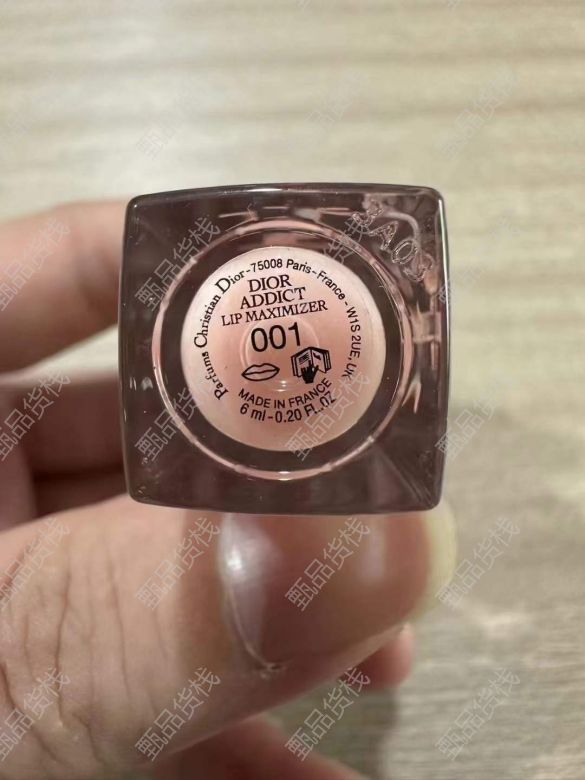 Parfums Christian Dior-75008 Paris-France - W1S 2UE, UK
DIOR
ADDICT
LIP MAXIMIZER
001
MADE IN FRANCE
6 ml-0.20 FL.OZ
甄品货栈